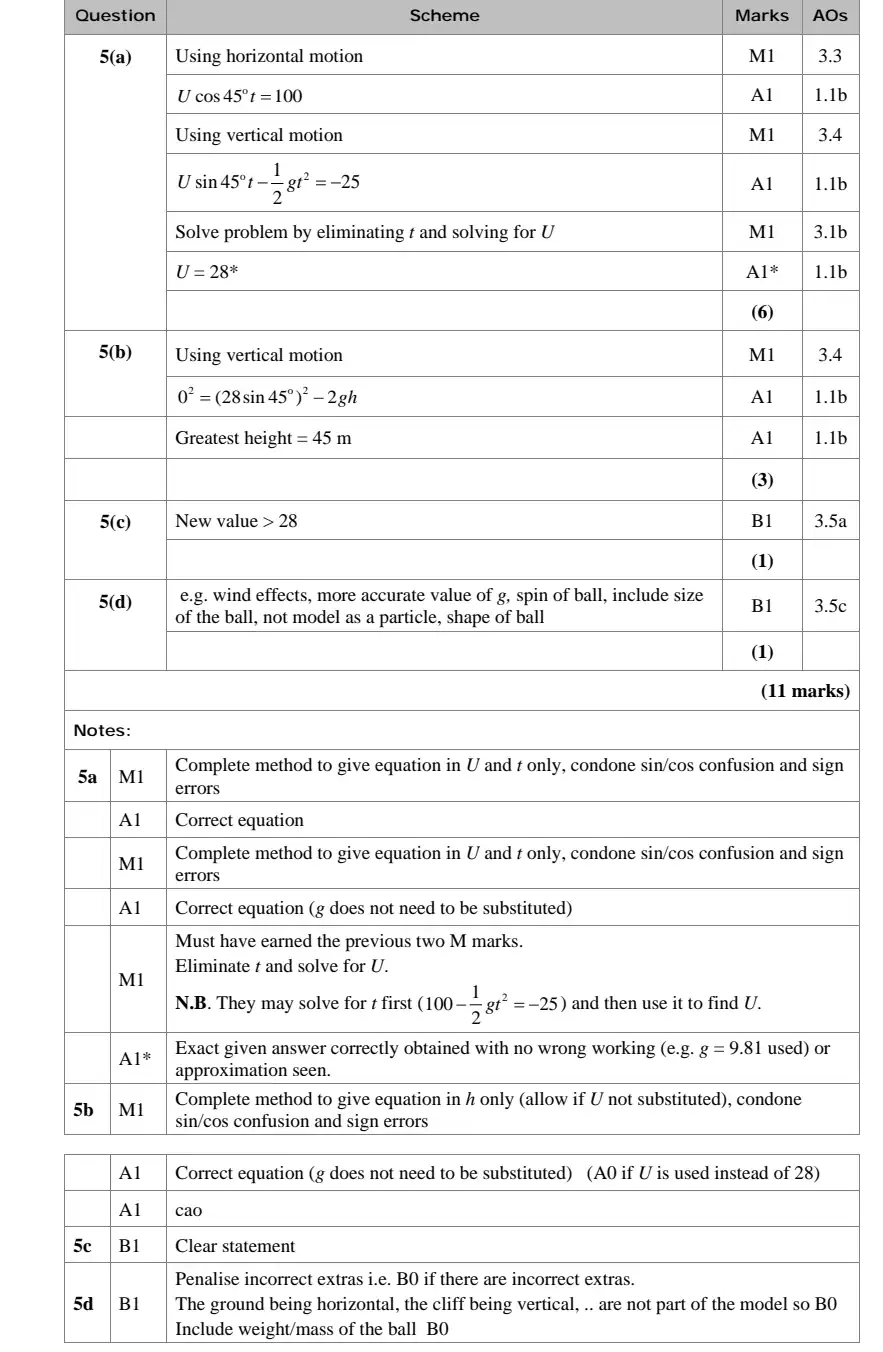 Question Scheme Marks AOs
5(a) Using horizontal motion M1 3.3
U cos 45° t = 100 A1 1.1b
Using vertical motion M1 3.4
U sin 45° t − 1/2 gt² = −25 A1 1.1b
Solve problem by eliminating t and solving for U M1 3.1b
U = 28* A1* 1.1b
(6)
5(b) Using vertical motion M1 3.4
0² = (28 sin 45°)² − 2gh A1 1.1b
Greatest height = 45 m A1 1.1b
(3)
5(c) New value > 28 B1 3.5a
(1)
5(d) e.g. wind effects, more accurate value of g, spin of ball, include size
of the ball, not model as a particle, shape of ball B1 3.5c
(1)
(11 marks)
Notes:
5a M1 Complete method to give equation in U and t only, condone sin/cos confusion and sign
errors
A1 Correct equation
M1 Complete method to give equation in U and t only, condone sin/cos confusion and sign
errors
A1 Correct equation (g does not need to be substituted)
M1 Must have earned the previous two M marks.
Eliminate t and solve for U.
N.B. They may solve for t first (100 − 1/2 gt² = −25) and then use it to find U.
A1* Exact given answer correctly obtained with no wrong working (e.g. g = 9.81 used) or
approximation seen.
5b M1 Complete method to give equation in h only (allow if U not substituted), condone
sin/cos confusion and sign errors
A1 Correct equation (g does not need to be substituted) (A0 if U is used instead of 28)
A1 cao
5c B1 Clear statement
5d B1 Penalise incorrect extras i.e. B0 if there are incorrect extras.
The ground being horizontal, the cliff being vertical, .. are not part of the model so B0
Include weight/mass of the ball B0